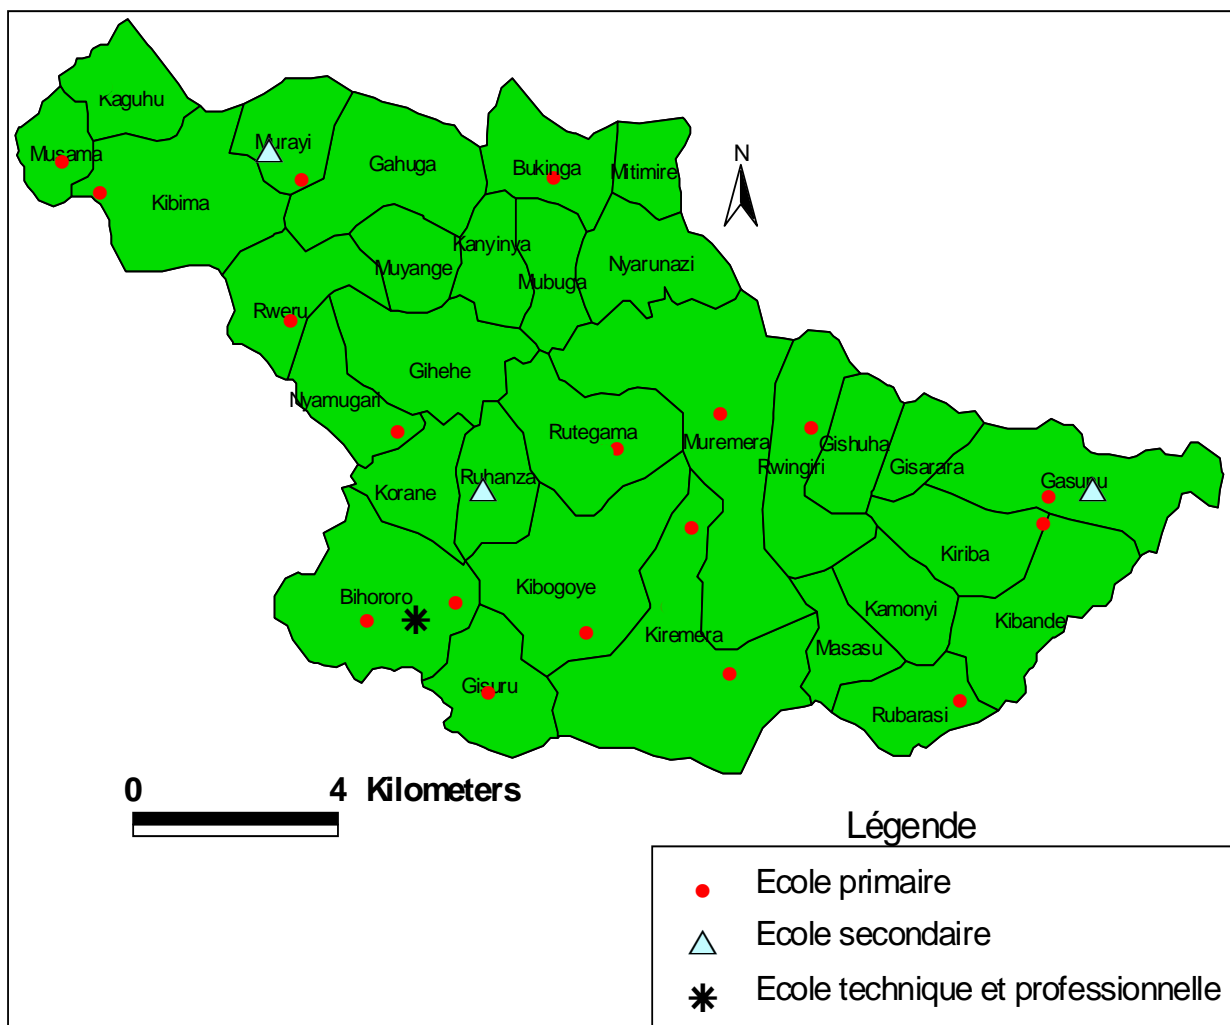 Kaguhu
Murayi
Musama
Gahuga
Bukinga
Mitimire
N
Kibima
Kanyinya
Muyange
Nyarunazi
Mubuga
Rweru
Gihehe
Nyamugari
Rutegama
Muremera
Gishuha
Rwingiri
Gisarara
Ruhanza
Korane
Gasunu
Kiriba
Kibogoye
Bihororo
Kamonyi
Kibande
Kiremera
Masasu
Gisuru
Rubarasi
0 4 Kilometers
Légende
Ecole primaire
Ecole secondaire
Ecole technique et professionnelle